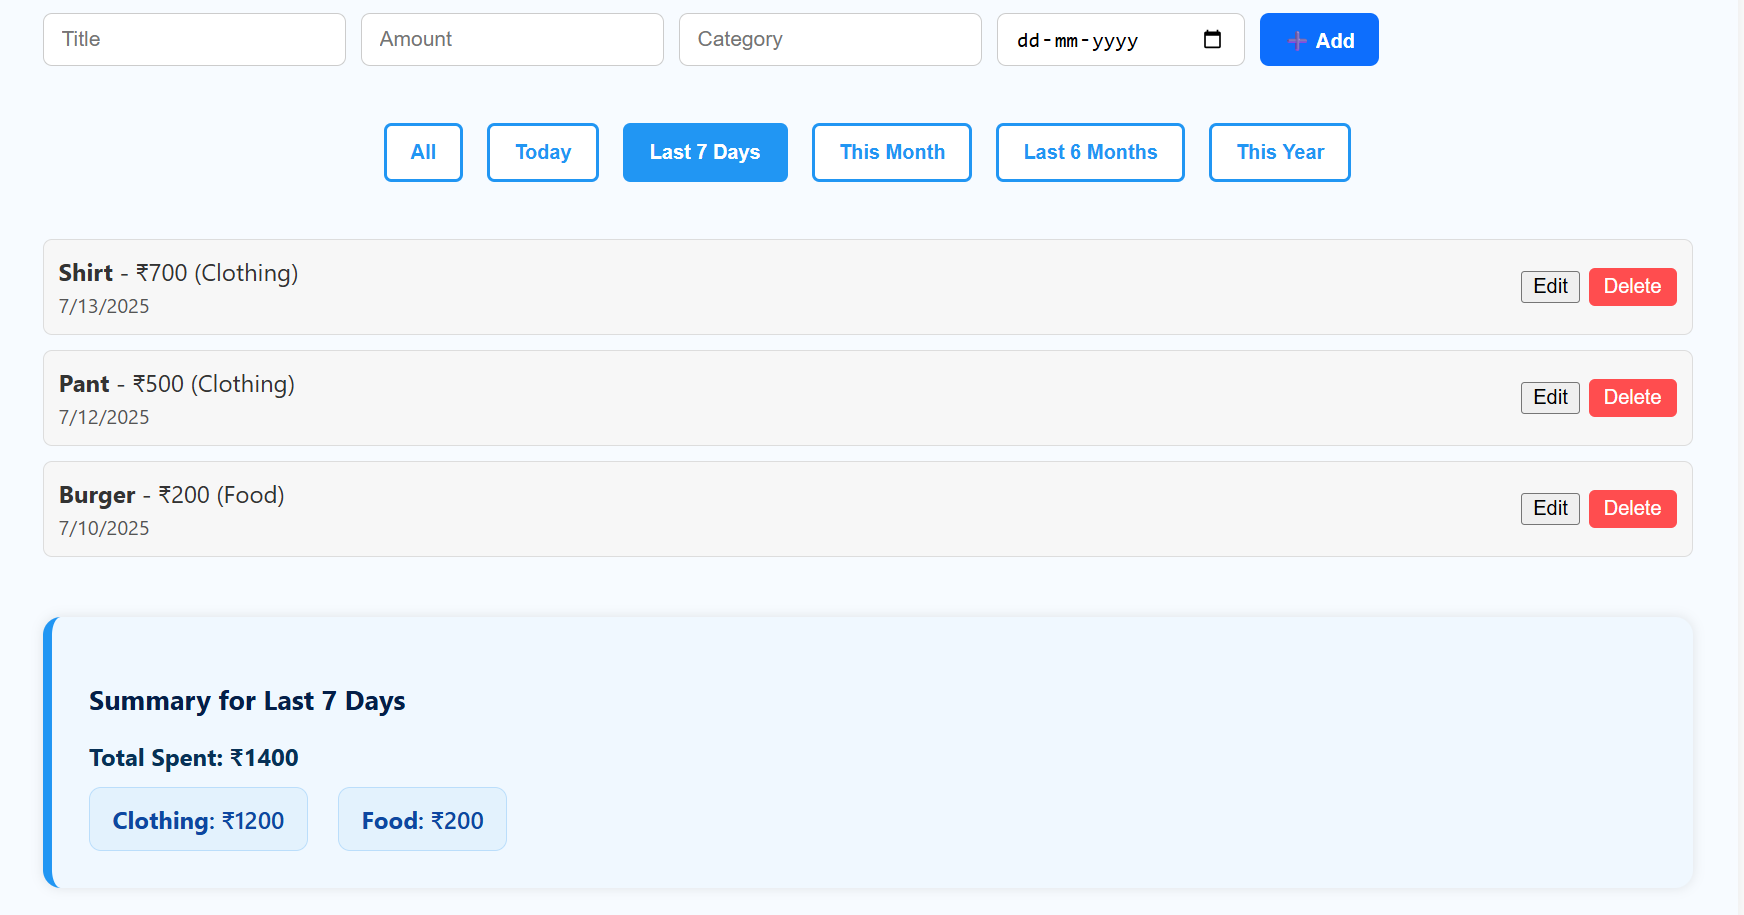 Title Amount Category dd-mm-yyyy ➕ Add
All Today Last 7 Days This Month Last 6 Months This Year
Shirt - ₹700 (Clothing)
7/13/2025
Edit Delete
Pant - ₹500 (Clothing)
7/12/2025
Edit Delete
Burger - ₹200 (Food)
7/10/2025
Edit Delete
Summary for Last 7 Days
Total Spent: ₹1400
Clothing: ₹1200 Food: ₹200